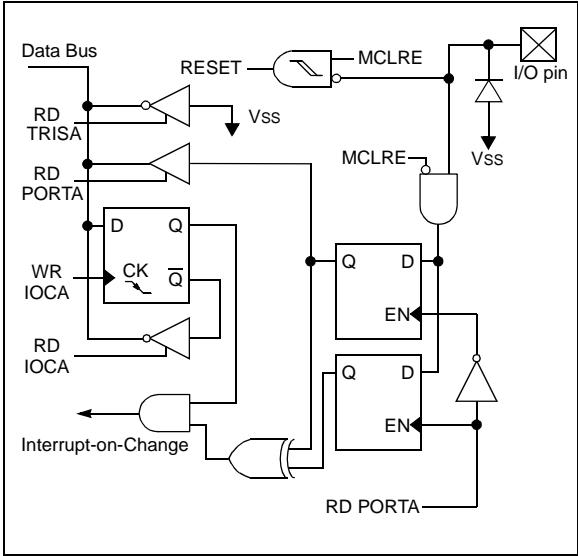 Data Bus
RESET
MCLRE
I/O pin
RD
TRISA
VSS
VSS
RD
PORTA
MCLRE
D Q
WR
IOCA
CK
Q
Q D
EN
RD
IOCA
Q D
EN
Interrupt-on-Change
RD PORTA